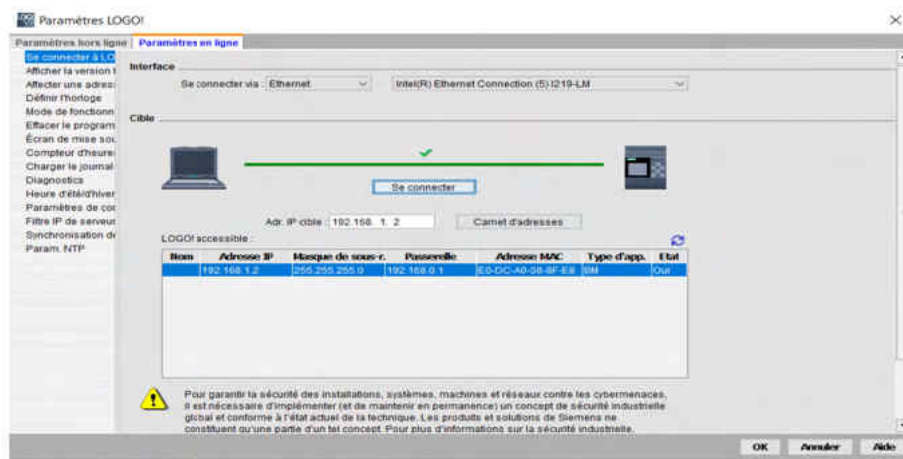 Paramètres LOGO!
Paramètres hors ligne
Paramètres en ligne
Se connecter à LO
Afficher la version
Affecter une adres
Définir l'horloge
Mode de fonctionn
Effacer le program
Écran de mise sou
Compteur d'heure
Charger le journal
Diagnostics
Heure d'été/d'hiver
Paramètres de cor
Filtre IP de serveur
Synchronisation de
Param. NTP
Interface
Se connecter via : Ethernet
Intel(R) Ethernet Connection (5) I219-LM
Cible
Se connecter
Adr. IP cible : 192.168. 1. 2
Carnet d'adresses
LOGO! accessible :
Nom Adresse IP Masque de sous-r. Passerelle Adresse MAC Type d'app. Etat
192.168.1.2 255.255.255.0 192.168.0.1 E0-DC-A0-08-8F-E8 BM Oui
Pour garantir la sécurité des installations, systèmes, machines et réseaux contre les cybermenaces,
il est nécessaire d'implémenter (et de maintenir en permanence) un concept de sécurité industrielle
global et conforme à l'état actuel de la technique. Les produits et solutions de Siemens ne
constituent qu'une partie d'un tel concept. Pour plus d'informations sur la sécurité industrielle,
OK Annuler Aide